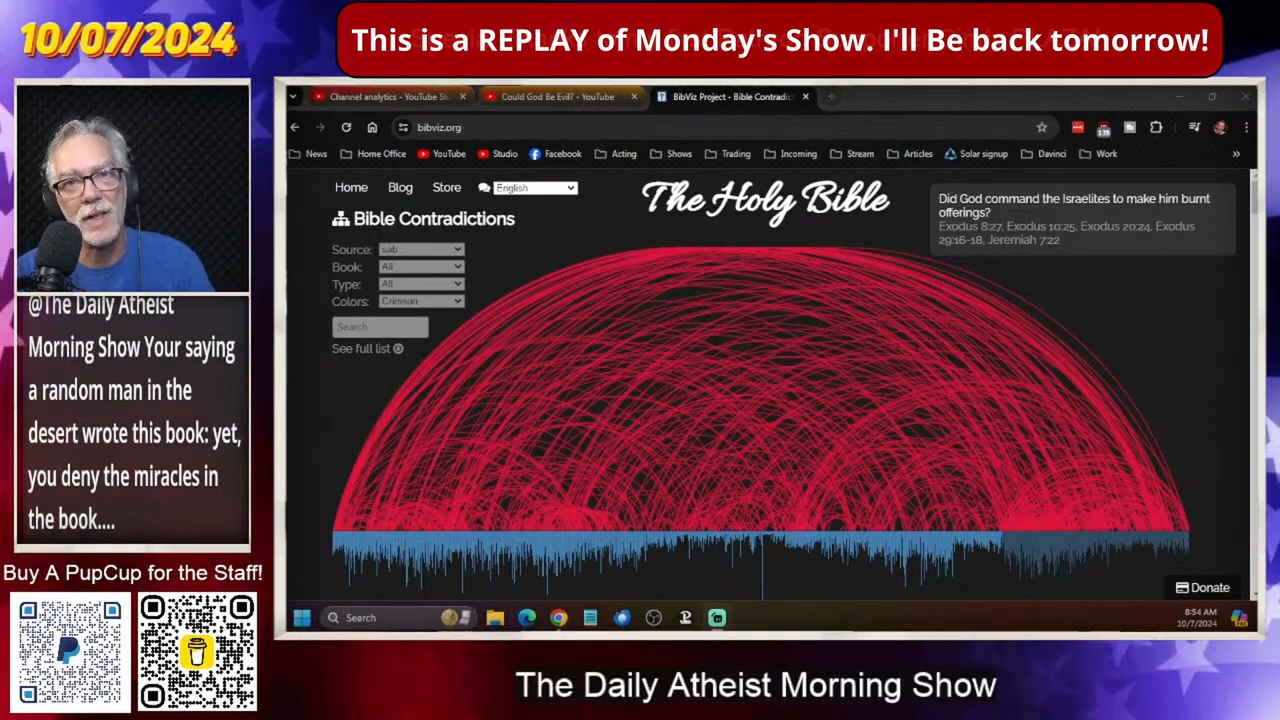 10/07/2024
This is a REPLAY of Monday's Show. I'll Be back tomorrow!
Channel analytics - YouTube St
Could God Be Evil? - YouTube
BibViz Project - Bible Contradic
bibviz.org
139
News
Home Office
YouTube
Studio
Facebook
Acting
Shows
Trading
Incoming
Stream
Articles
Solar signup
Davinci
Work
Home
Blog
Store
English
The Holy Bible
Bible Contradictions
Source: sab
Book: All
Type: All
Colors: Crimson
Search
See full list
Did God command the Israelites to make him burnt
offerings?
Exodus 8:27, Exodus 10:25, Exodus 20:24, Exodus
29:16-18, Jeremiah 7:22
Donate
Search
8:54 AM
10/7/2024
@The Daily Atheist
Morning Show Your saying
a random man in the
desert wrote this book: yet,
you deny the miracles in
the book....
Buy A PupCup for the Staff!
The Daily Atheist Morning Show